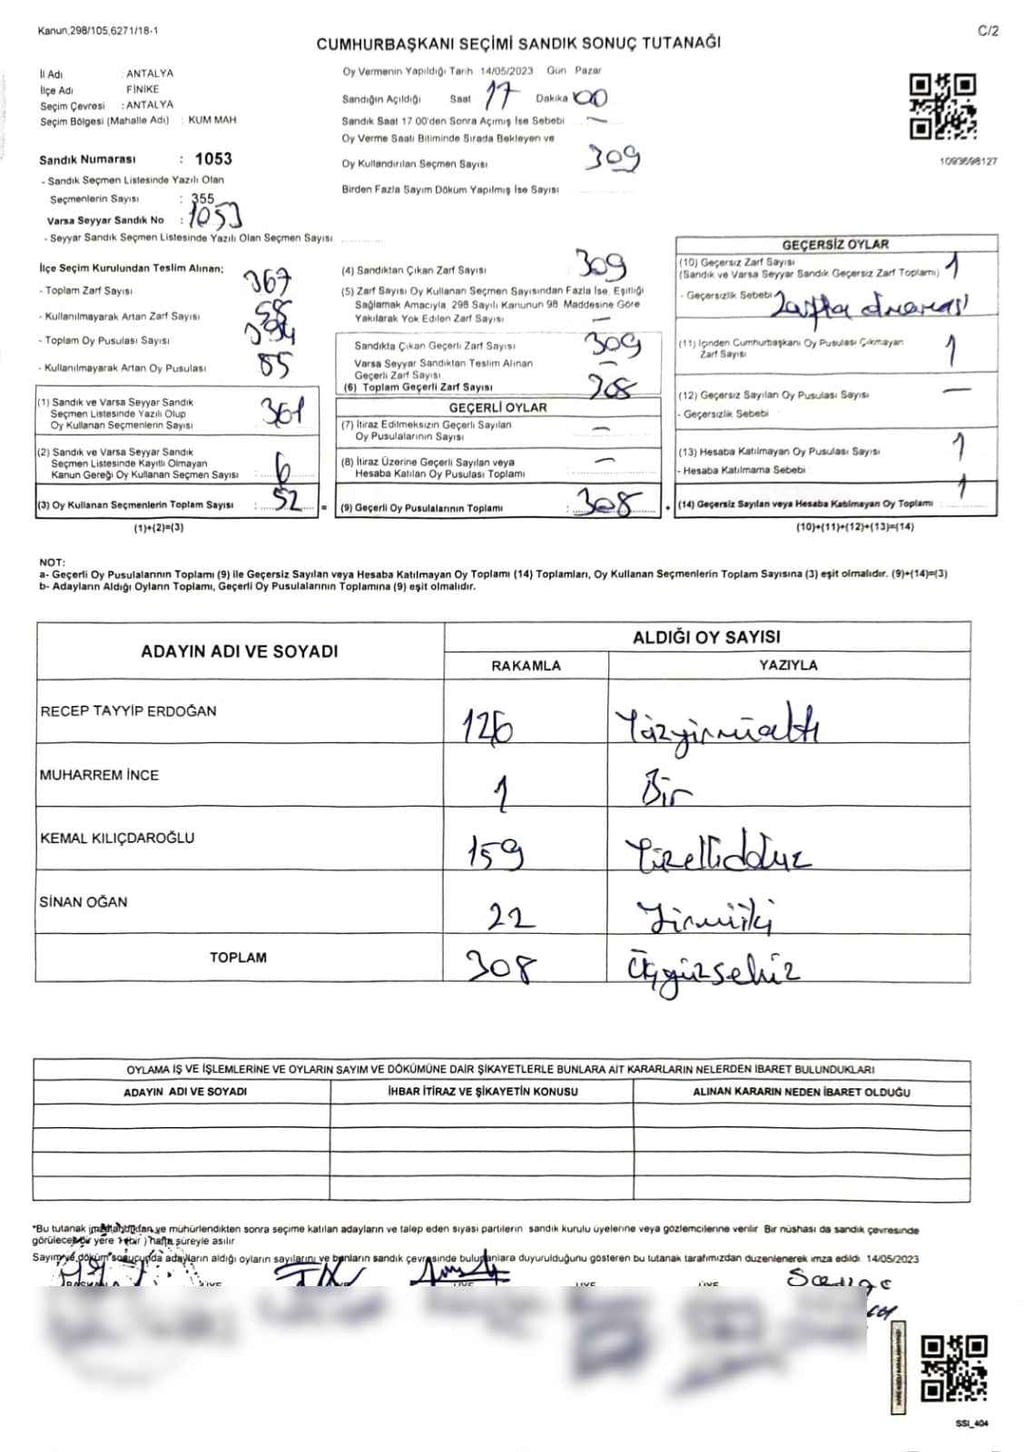 Kanun,298/105,6271/18-1
C/2
CUMHURBAŞKANI SEÇİMİ SANDIK SONUÇ TUTANAĞI
İl Adı : ANTALYA
İlçe Adı FİNİKE
Seçim Çevresi : ANTALYA
Seçim Bölgesi (Mahalle Adı) : KUM MAH
Sandık Numarası : 1053
- Sandık Seçmen Listesinde Yazılı Olan
Seçmenlerin Sayısı : 355
Varsa Seyyar Sandık No : 1053
- Seyyar Sandık Seçmen Listesinde Yazılı Olan Seçmen Sayısı
Oy Vermenin Yapıldığı Tarih 14/05/2023 Gün Pazar
Sandığın Açıldığı Saat 17 Dakika 00
Sandık Saat 17 00'den Sonra Açımış İse Sebebi —
Oy Verme Saati Bitiminde Sırada Bekleyen ve
Oy Kullandırılan Seçmen Sayısı 309
Birden Fazla Sayım Döküm Yapılmış İse Sayısı
1093698127
İlçe Seçim Kurulundan Teslim Alınan;
- Toplam Zarf Sayısı 367
- Kullanılmayarak Artan Zarf Sayısı 58
- Toplam Oy Pusulası Sayısı
- Kullanılmayarak Artan Oy Pusulası 85
(1) Sandık ve Varsa Seyyar Sandık
Seçmen Listesinde Yazılı Olup
Oy Kullanan Seçmenlerin Sayısı 361
(2) Sandık ve Varsa Seyyar Sandık
Seçmen Listesinde Kayıtlı Olmayan
Kanun Gereği Oy Kullanan Seçmen Sayısı 6
(3) Oy Kullanan Seçmenlerin Toplam Sayısı : 52 =
(1)+(2)=(3)
(4) Sandıktan Çıkan Zarf Sayısı 309
(5) Zarf Sayısı Oy Kullanan Seçmen Sayısından Fazla İse, Eşitliği
Sağlamak Amacıyla 298 Sayılı Kanunun 98 Maddesine Göre
Yakılarak Yok Edilen Zarf Sayısı —
Sandıkta Çıkan Geçerli Zarf Sayısı 309
Varsa Seyyar Sandıktan Teslim Alınan
Geçerli Zarf Sayısı —
(6) Toplam Geçerli Zarf Sayısı 308
GEÇERLİ OYLAR
(7) İtiraz Edilmeksizin Geçerli Sayılan
Oy Pusulalarının Sayısı —
(8) İtiraz Üzerine Geçerli Sayılan veya
Hesaba Katılan Oy Pusulası Toplamı —
(9) Geçerli Oy Pusulalarının Toplamı : 308 +
GEÇERSİZ OYLAR
(10) Geçersiz Zarf Sayısı
(Sandık ve Varsa Seyyar Sandık Geçersiz Zarf Toplamı) 1
- Geçersizlik Sebebi
(11) İçinden Cumhurbaşkanı Oy Pusulası Çıkmayan
Zarf Sayısı 1
(12) Geçersiz Sayılan Oy Pusulası Sayısı —
- Geçersizlik Sebebi
(13) Hesaba Katılmayan Oy Pusulası Sayısı 1
- Hesaba Katılmama Sebebi
(14) Geçersiz Sayılan veya Hesaba Katılmayan Oy Toplamı 1
(10)+(11)+(12)+(13)=(14)
NOT:
a- Geçerli Oy Pusulalarının Toplamı (9) ile Geçersiz Sayılan veya Hesaba Katılmayan Oy Toplamı (14) Toplamları, Oy Kullanan Seçmenlerin Toplam Sayısına (3) eşit olmalıdır. (9)+(14)=(3)
b- Adayların Aldığı Oyların Toplamı, Geçerli Oy Pusulalarının Toplamına (9) eşit olmalıdır.
ADAYIN ADI VE SOYADI
ALDIĞI OY SAYISI
RAKAMLA YAZIYLA
RECEP TAYYİP ERDOĞAN 126 Yüzyirmialtı
MUHARREM İNCE 1 Bir
KEMAL KILIÇDAROĞLU 159 Yüzellidokuz
SİNAN OĞAN 22 Yirmiiki
TOPLAM 308 Üçyüzsekiz
OYLAMA İŞ VE İŞLEMLERİNE VE OYLARIN SAYIM VE DÖKÜMÜNE DAİR ŞİKAYETLERLE BUNLARA AİT KARARLARIN NELERDEN İBARET BULUNDUKLARI
ADAYIN ADI VE SOYADI İHBAR İTİRAZ VE ŞİKAYETİN KONUSU ALINAN KARARIN NEDEN İBARET OLDUĞU
*Bu tutanak imzalandıktan ve mühürlendikten sonra seçime katılan adayların ve talep eden siyasi partilerin sandık kurulu üyelerine veya gözlemcilerine verilir Bir nüshası da sandık çevresinde
görülecek bir yere 1 (bir) hafta süreyle asılır
Sayım ve döküm sonucunda adayların aldığı oyların sayılarını ve bunların sandık çevresinde bulunanlara duyurulduğunu gösteren bu tutanak tarafımızdan düzenlenerek imza edildi 14/05/2023
SSI_404